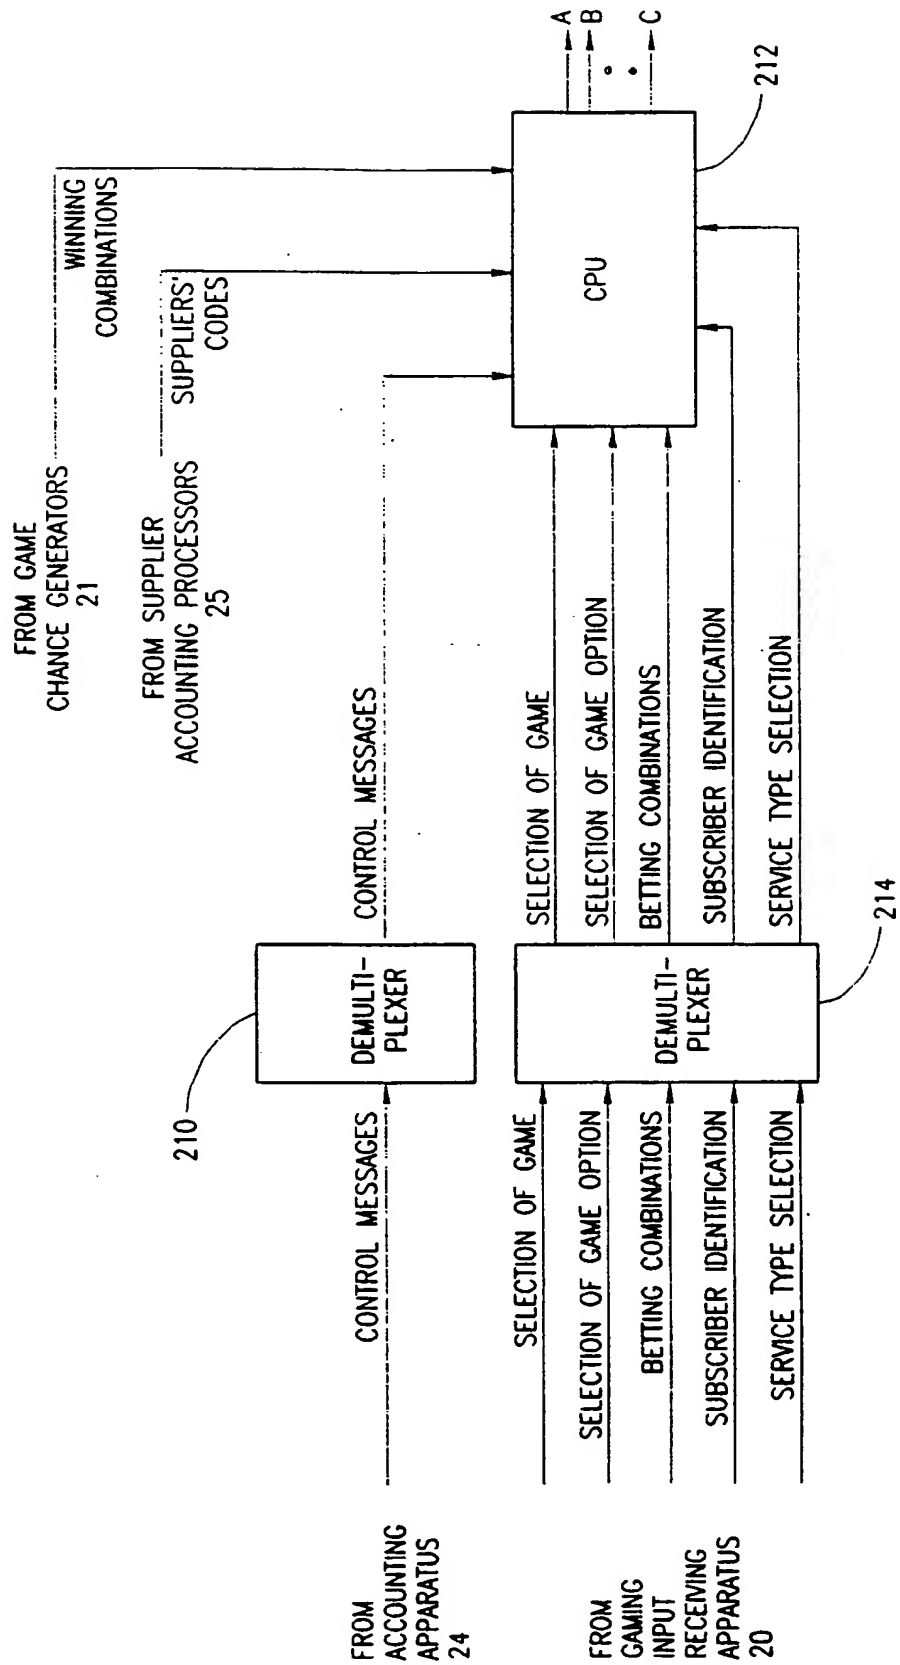 FROM GAME
CHANCE GENERATORS
21
WINNING
COMBINATIONS
FROM SUPPLIER
ACCOUNTING PROCESSORS
25
SUPPLIERS'
CODES
210
FROM
ACCOUNTING
APPARATUS
24
CONTROL MESSAGES
DEMULTI-
PLEXER
CONTROL MESSAGES
FROM
GAMING
INPUT
RECEIVING
APPARATUS
20
SELECTION OF GAME
SELECTION OF GAME OPTION
BETTING COMBINATIONS
SUBSCRIBER IDENTIFICATION
SERVICE TYPE SELECTION
DEMULTI-
PLEXER
214
SELECTION OF GAME
SELECTION OF GAME OPTION
BETTING COMBINATIONS
SUBSCRIBER IDENTIFICATION
SERVICE TYPE SELECTION
CPU
212
A
B
C